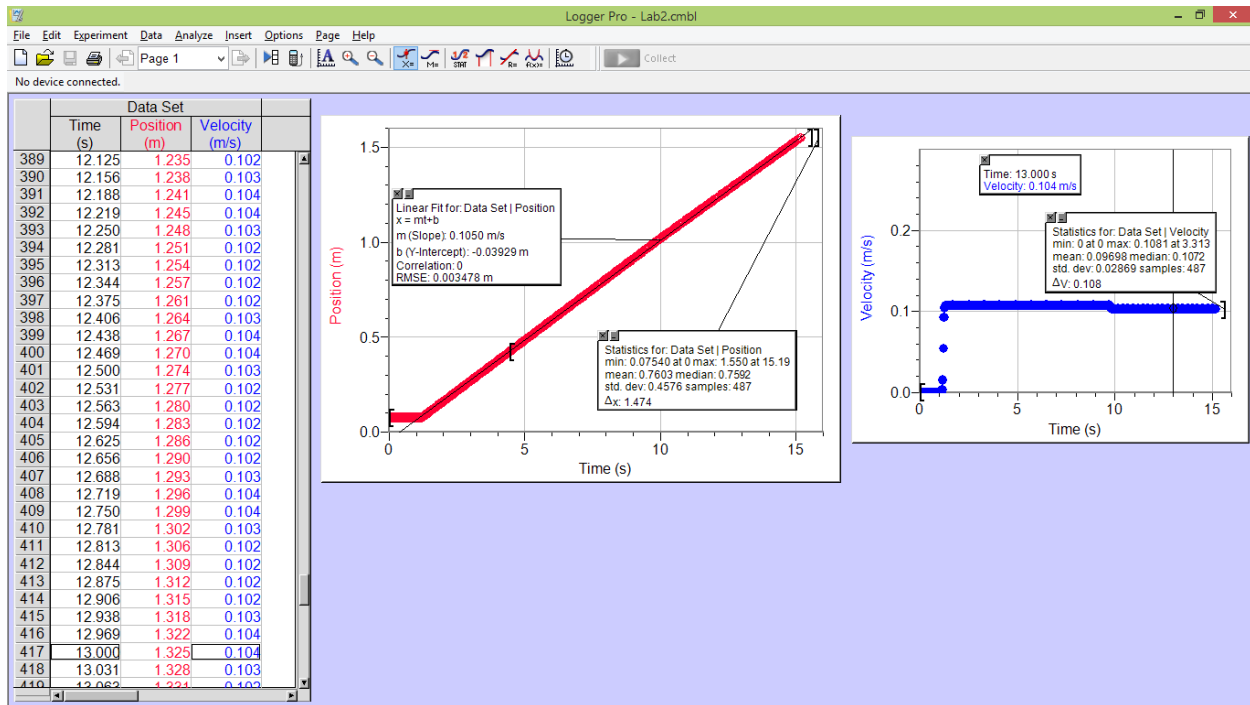 Logger Pro - Lab2.cmbl
File Edit Experiment Data Analyze Insert Options Page Help
Page 1
X= M= STAT R= f(x)= Collect
No device connected.
Data Set
Time Position Velocity
(s) (m) (m/s)
389 12.125 1.235 0.102
390 12.156 1.238 0.103
391 12.188 1.241 0.104
392 12.219 1.245 0.104
393 12.250 1.248 0.103
394 12.281 1.251 0.102
395 12.313 1.254 0.102
396 12.344 1.257 0.102
397 12.375 1.261 0.102
398 12.406 1.264 0.103
399 12.438 1.267 0.104
400 12.469 1.270 0.104
401 12.500 1.274 0.103
402 12.531 1.277 0.102
403 12.563 1.280 0.102
404 12.594 1.283 0.102
405 12.625 1.286 0.102
406 12.656 1.290 0.102
407 12.688 1.293 0.103
408 12.719 1.296 0.104
409 12.750 1.299 0.104
410 12.781 1.302 0.103
411 12.813 1.306 0.102
412 12.844 1.309 0.102
413 12.875 1.312 0.102
414 12.906 1.315 0.102
415 12.938 1.318 0.103
416 12.969 1.322 0.104
417 13.000 1.325 0.104
418 13.031 1.328 0.103
419 13.063 1.331 0.102
Position (m)
1.5
1.0
0.5
0.0
0 5 10 15
Time (s)
Linear Fit for: Data Set | Position
x = mt+b
m (Slope): 0.1050 m/s
b (Y-Intercept): -0.03929 m
Correlation: 0
RMSE: 0.003478 m
Statistics for: Data Set | Position
min: 0.07540 at 0 max: 1.550 at 15.19
mean: 0.7603 median: 0.7592
std. dev: 0.4576 samples: 487
Δx: 1.474
Velocity (m/s)
0.2
0.1
0.0
0 5 10 15
Time (s)
Time: 13.000 s
Velocity: 0.104 m/s
Statistics for: Data Set | Velocity
min: 0 at 0 max: 0.1081 at 3.313
mean: 0.09698 median: 0.1072
std. dev: 0.02869 samples: 487
ΔV: 0.108